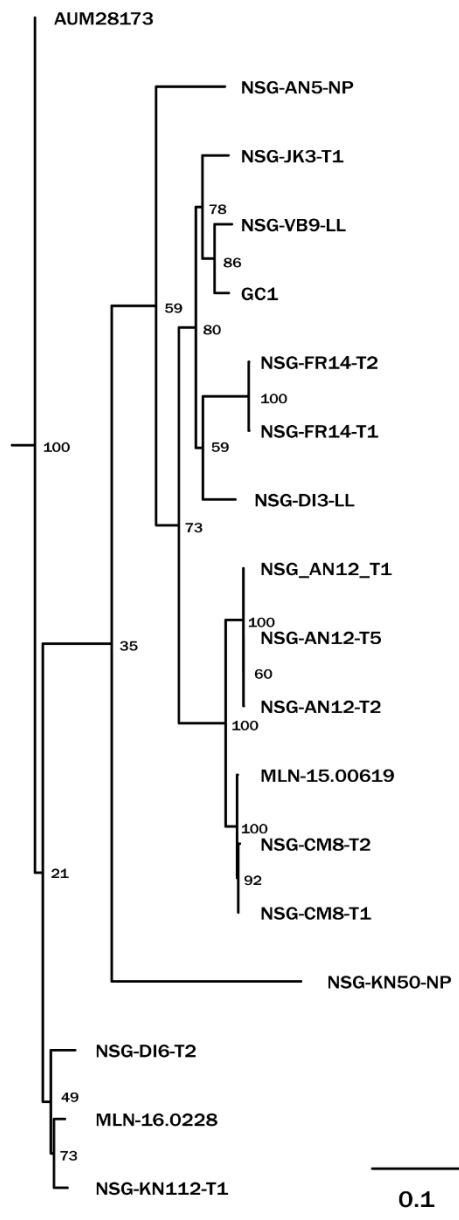 AUM28173
NSG-AN5-NP
NSG-JK3-T1
78
NSG-VB9-LL
86
GC1
59
80
NSG-FR14-T2
100
NSG-FR14-T1
100
59
NSG-DI3-LL
73
NSG_AN12_T1
100
NSG-AN12-T5
35
60
NSG-AN12-T2
100
MLN-15.00619
100
NSG-CM8-T2
21
92
NSG-CM8-T1
NSG-KN50-NP
NSG-DI6-T2
49
MLN-16.0228
73
NSG-KN112-T1
0.1